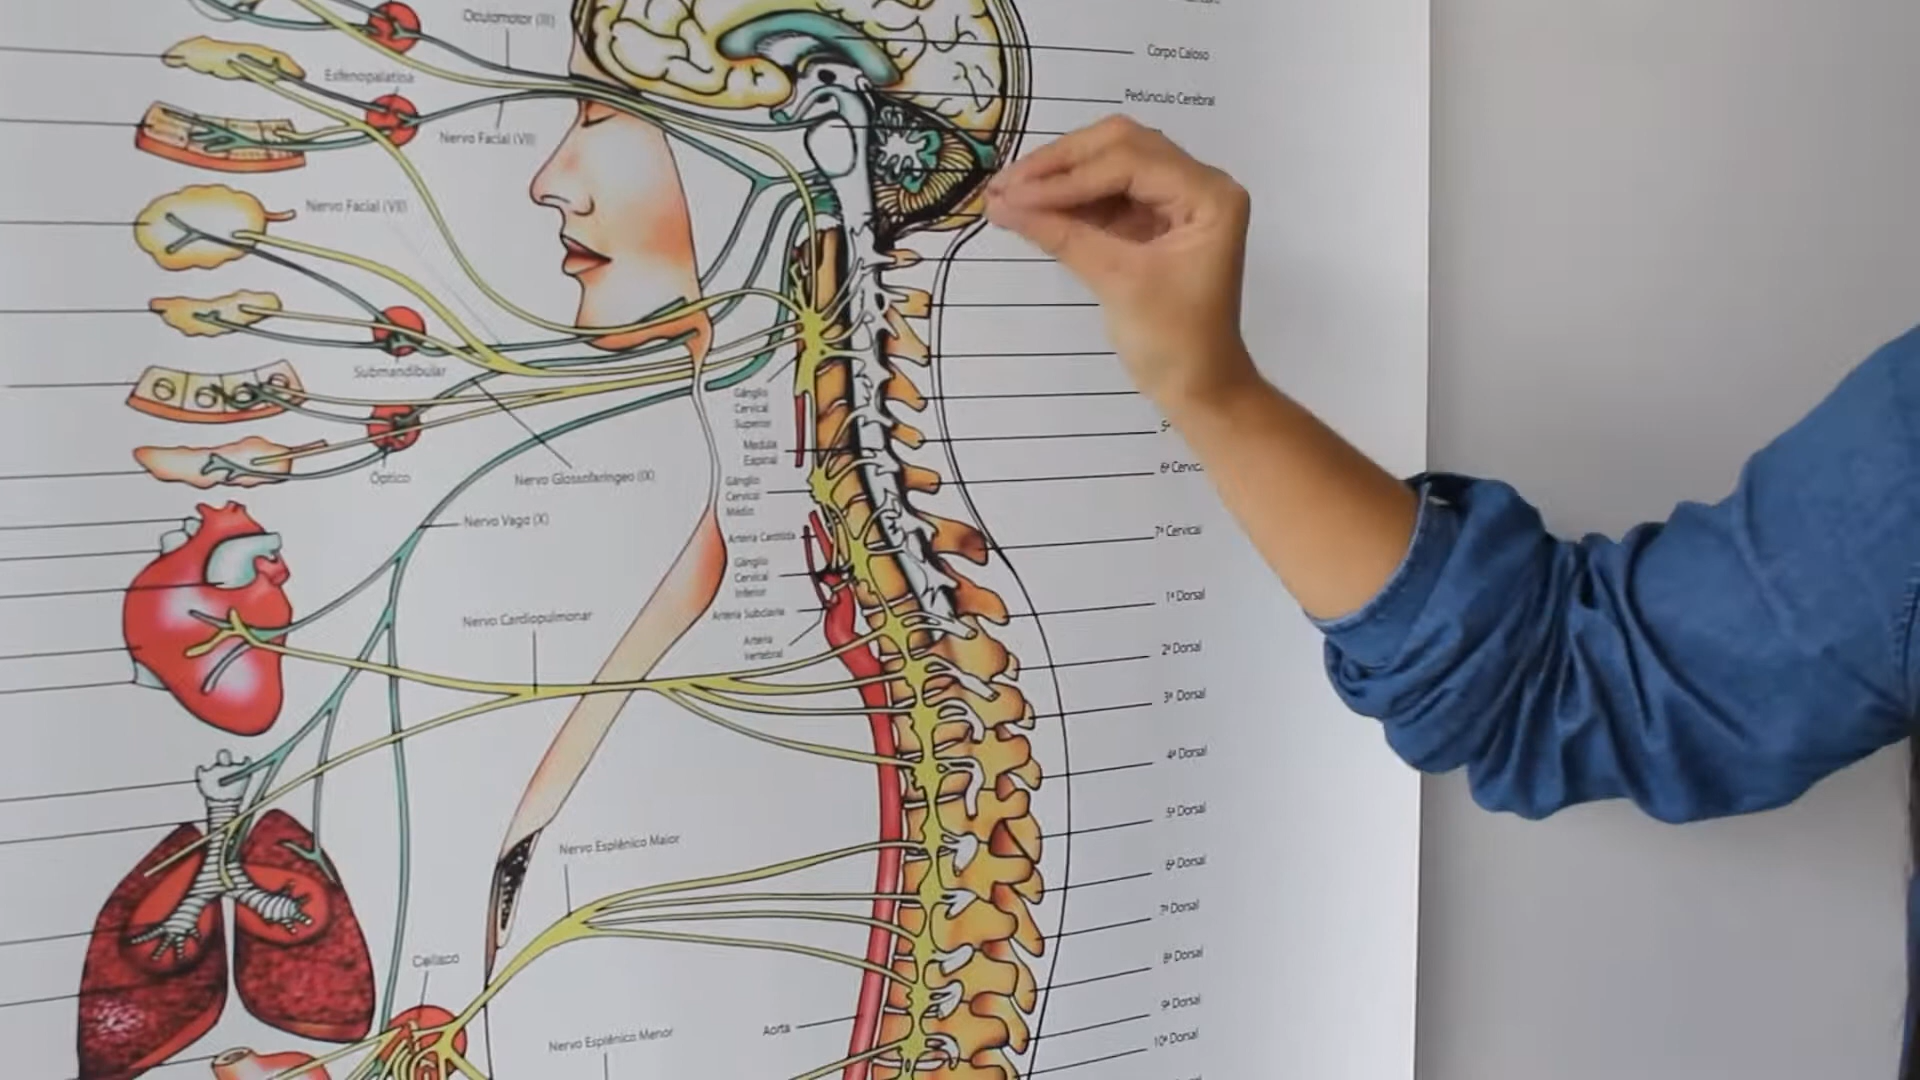 Oculomotor (III)
Corpo Caloso
Esfenopalatina
Pedúnculo Cerebral
Nervo Facial (VII)
Nervo Facial (VII)
Submandibular
Gânglio
Cervical
Superior
5ª
Medula
Espinal
6ª
Óptico
Nervo Glossofaríngeo (IX)
Gânglio
Cervical
Médio
Nervo Vago (X)
7ª Cervical
Artéria Carótida
Gânglio
Cervical
Inferior
1ª Dorsal
Nervo Cardiopulmonar
Artéria Subclávia
Artéria
Vertebral
2ª Dorsal
3ª Dorsal
4ª Dorsal
5ª Dorsal
Nervo Esplênico Maior
6ª Dorsal
7ª Dorsal
Celíaco
8ª Dorsal
9ª Dorsal
Aorta
Nervo Esplênico Menor
10ª Dorsal